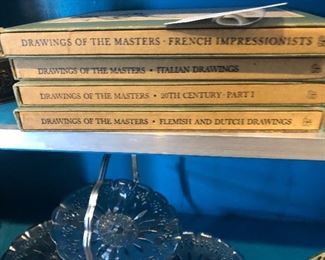 DRAWINGS OF THE MASTERS • FRENCH IMPRESSIONISTS
DRAWINGS OF THE MASTERS • ITALIAN DRAWINGS
DRAWINGS OF THE MASTERS • 20TH CENTURY • PART I
DRAWINGS OF THE MASTERS • FLEMISH AND DUTCH DRAWINGS